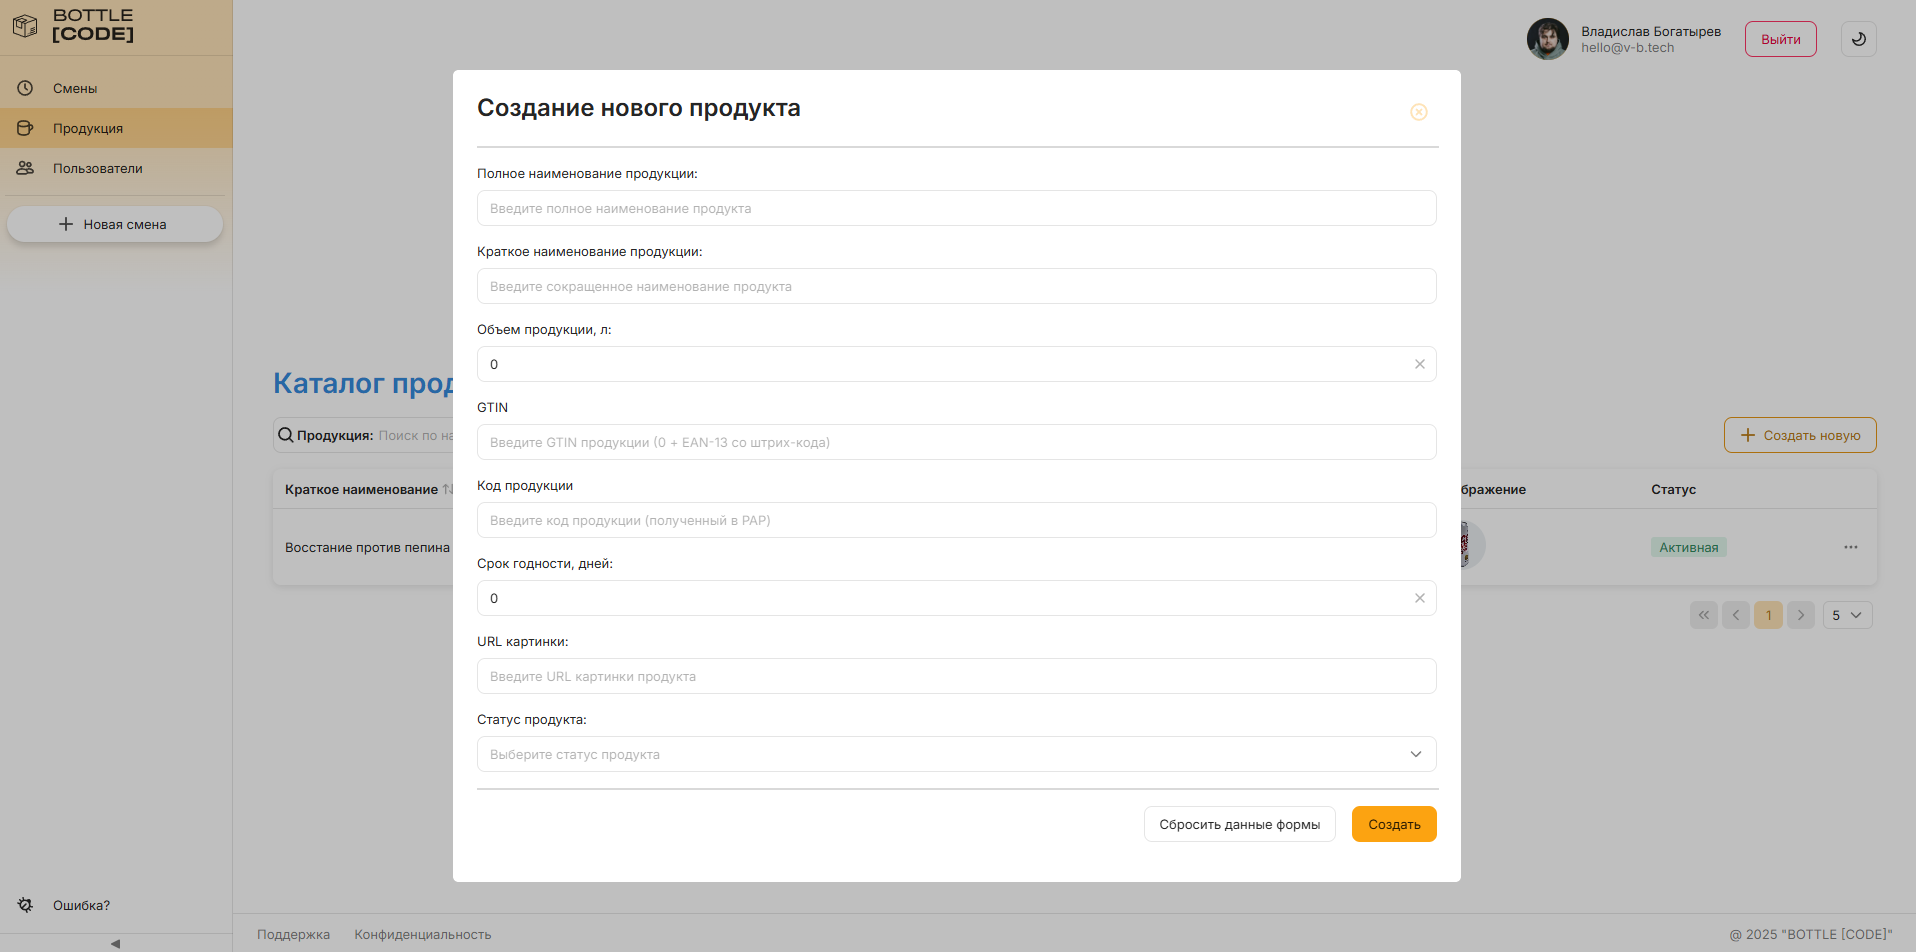 BOTTLE
[CODE]
Смены
Продукция
Пользователи
Новая смена
Ошибка?
Владислав Богатырев
hello@v-b.tech
Выйти
Создание нового продукта
Полное наименование продукции:
Введите полное наименование продукта
Краткое наименование продукции:
Введите сокращенное наименование продукта
Объем продукции, л:
0
GTIN
Введите GTIN продукции (0 + EAN-13 со штрих-кода)
Код продукции
Введите код продукции (полученный в РАР)
Срок годности, дней:
0
URL картинки:
Введите URL картинки продукта
Статус продукта:
Выберите статус продукта
Сбросить данные формы
Создать
Каталог прод
Продукция: Поиск по на
Создать новую
Краткое наименование
бражение
Статус
Восстание против пепина
Активная
1
5
Поддержка
Конфиденциальность
@ 2025 "BOTTLE [CODE]"